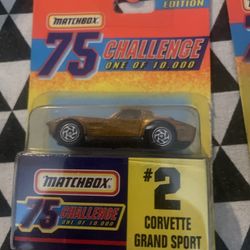 EDITION
MATCHBOX
75 CHALLENGE
ONE OF 10,000
MATCHBOX
75 CHALLENGE
ONE OF 10,000
#2
CORVETTE
GRAND SPORT